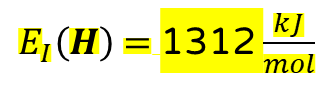 E_I(H) = 1312 kJ/mol